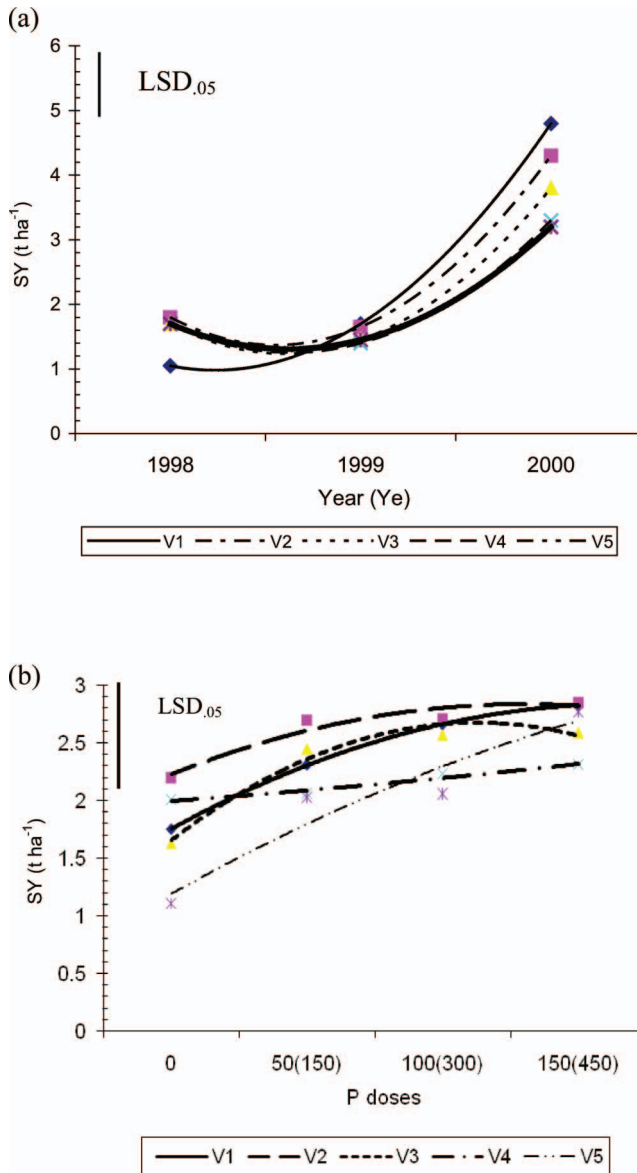 (a)
6
5
4
3
2
1
0
LSD.05
SY (t ha-1)
1998 1999 2000
Year (Ye)
V1 V2 V3 V4 V5
(b)
3
2.5
2
1.5
1
0.5
0
LSD.05
SY (t ha-1)
0 50(150) 100(300) 150(450)
P doses
V1 V2 V3 V4 V5